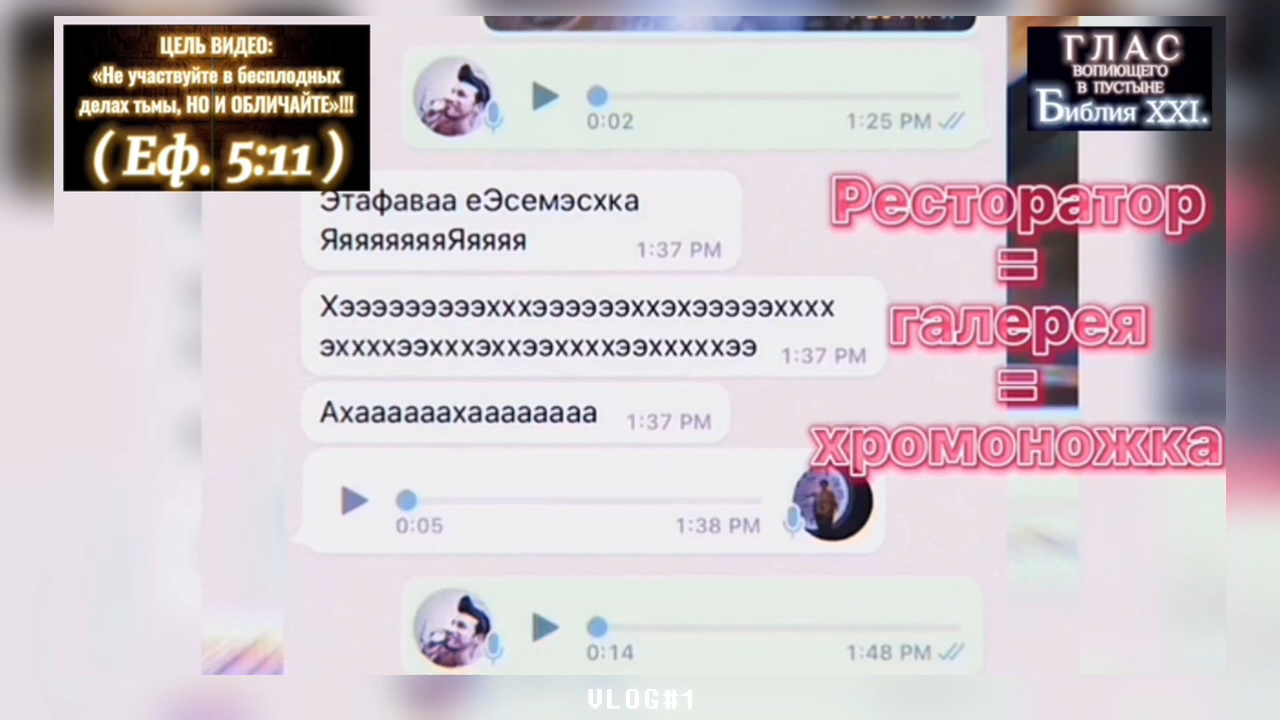 ЦЕЛЬ ВИДЕО:
«Не участвуйте в бесплодных
делах тьмы, НО И ОБЛИЧАЙТЕ»!!!
( Еф. 5:11 )
ГЛАС
ВОПИЮЩЕГО
В ПУСТЫНЕ
Библия XXI.
0:02 1:25 PM
Этафаваа еЭсемэсхка
ЯяяяяяяяЯяяяя 1:37 PM
Хэээээээээхххээээээххэхэээээхххх
эххххээхххэххээххххээхххххээ 1:37 PM
Ахаааааахаааааааа 1:37 PM
0:05 1:38 PM
0:14 1:48 PM
Ресторатор
=
галерея
=
хромоножка
VLOG#1